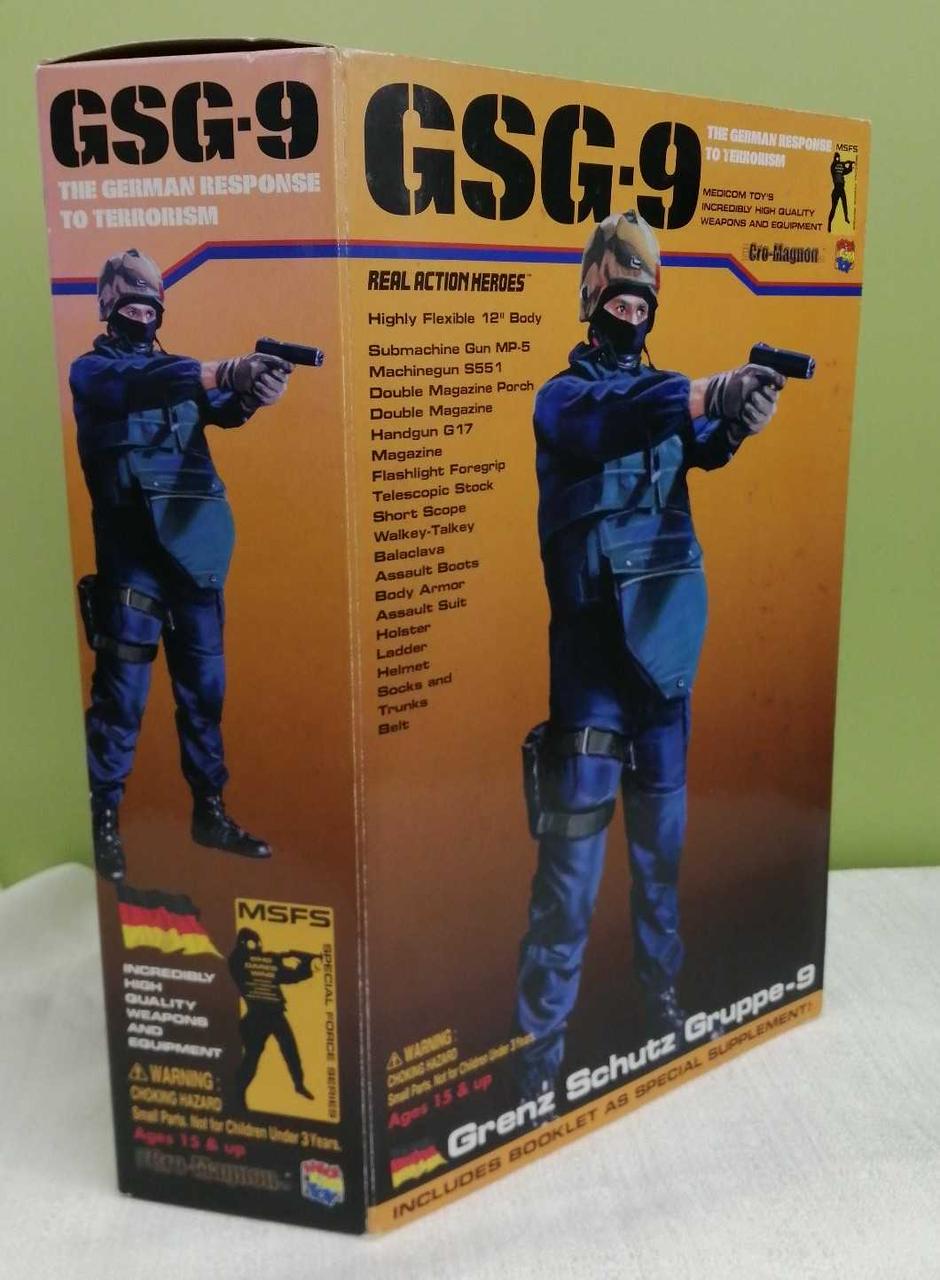 GSG-9
THE GERMAN RESPONSE
TO TERRORISM
MSFS
SPECIAL FORCE SERIES
WHO
DARES
WINS
INCREDIBLY
HIGH
QUALITY
WEAPONS
AND
EQUIPMENT
WARNING:
CHOKING HAZARD
Small Parts. Not for Children Under 3 Years.
Ages 15 & up
Cro-Magnon
GSG-9
THE GERMAN RESPONSE
TO TERRORISM
MSFS
MEDICOM TOY'S
INCREDIBLY HIGH QUALITY
WEAPONS AND EQUIPMENT
Cro-Magnon
REAL ACTION HEROES™
Highly Flexible 12" Body
Submachine Gun MP-5
Machinegun S551
Double Magazine Porch
Double Magazine
Handgun G17
Magazine
Flashlight Foregrip
Telescopic Stock
Short Scope
Walkey-Talkey
Balaclava
Assault Boots
Body Armor
Assault Suit
Holster
Ladder
Helmet
Socks and
Trunks
Belt
WARNING:
CHOKING HAZARD
Small Parts. Not for Children Under 3 Years.
Ages 15 & up
Grenz Schutz Gruppe-9
INCLUDES BOOKLET AS SPECIAL SUPPLEMENT!